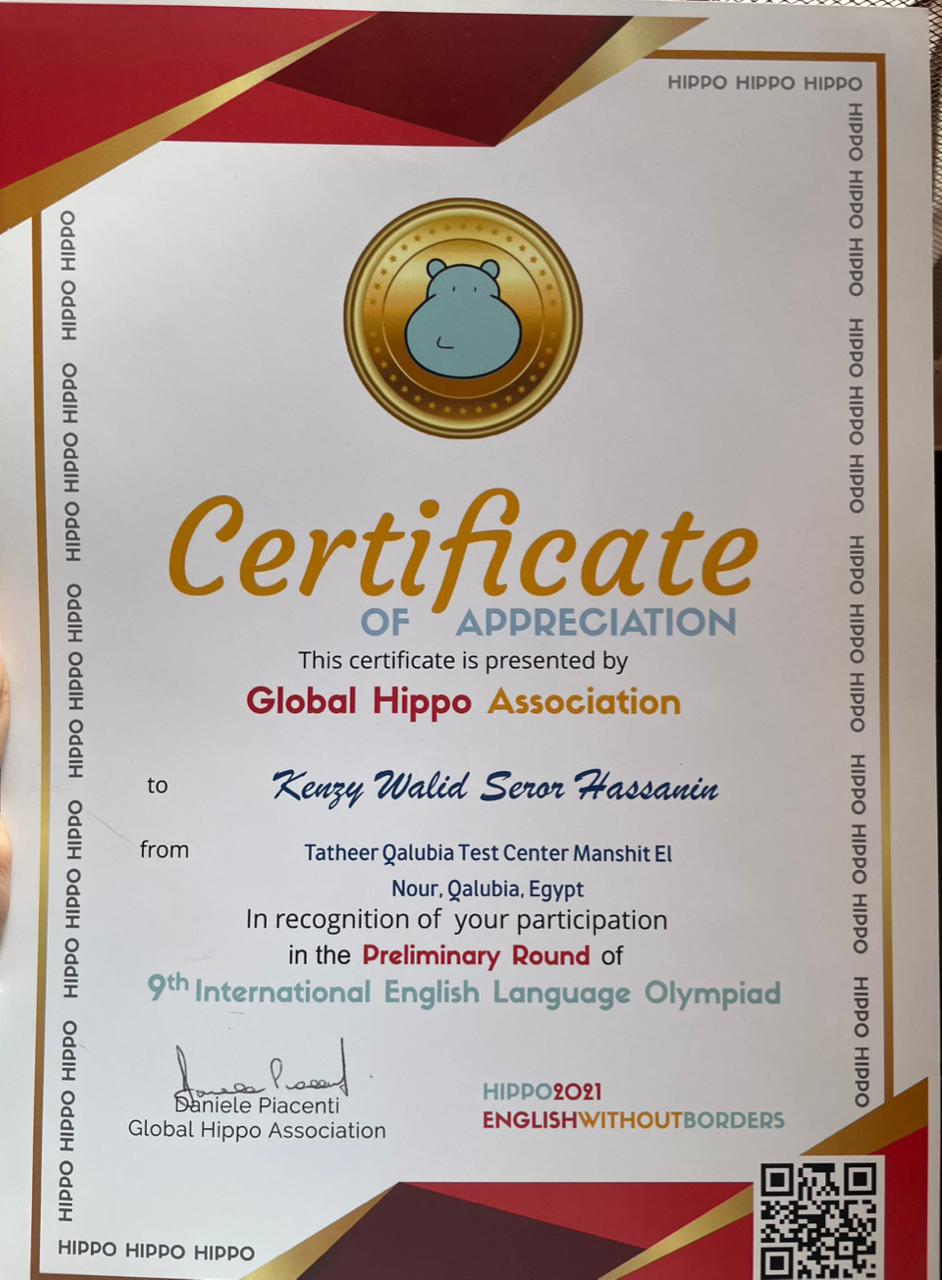 HIPPO HIPPO HIPPO
HIPPO HIPPO HIPPO HIPPO HIPPO HIPPO HIPPO HIPPO HIPPO HIPPO HIPPO HIPPO HIPPO HIPPO
HIPPO HIPPO HIPPO HIPPO HIPPO HIPPO HIPPO HIPPO HIPPO HIPPO HIPPO HIPPO HIPPO HIPPO
Certificate
OF APPRECIATION
This certificate is presented by
Global Hippo Association
to Kenzy Walid Seror Hassanin
from Tatheer Qalubia Test Center Manshit El
Nour, Qalubia, Egypt
In recognition of your participation
in the Preliminary Round of
9th International English Language Olympiad
Daniele Piacenti
Global Hippo Association
HIPPO2021
ENGLISHWITHOUTBORDERS
HIPPO HIPPO HIPPO